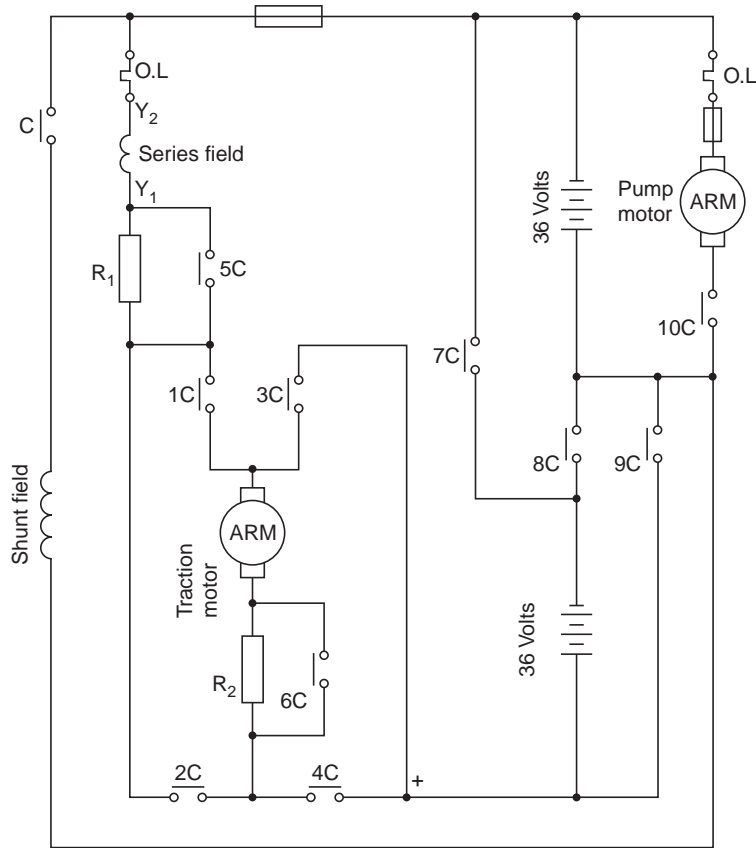 O.L
O.L
C
Y2
Series field
Y1
36 Volts
Pump
motor
ARM
R1
5C
10C
7C
1C
3C
8C
9C
Shunt field
ARM
Traction
motor
36 Volts
R2
6C
2C
4C
+